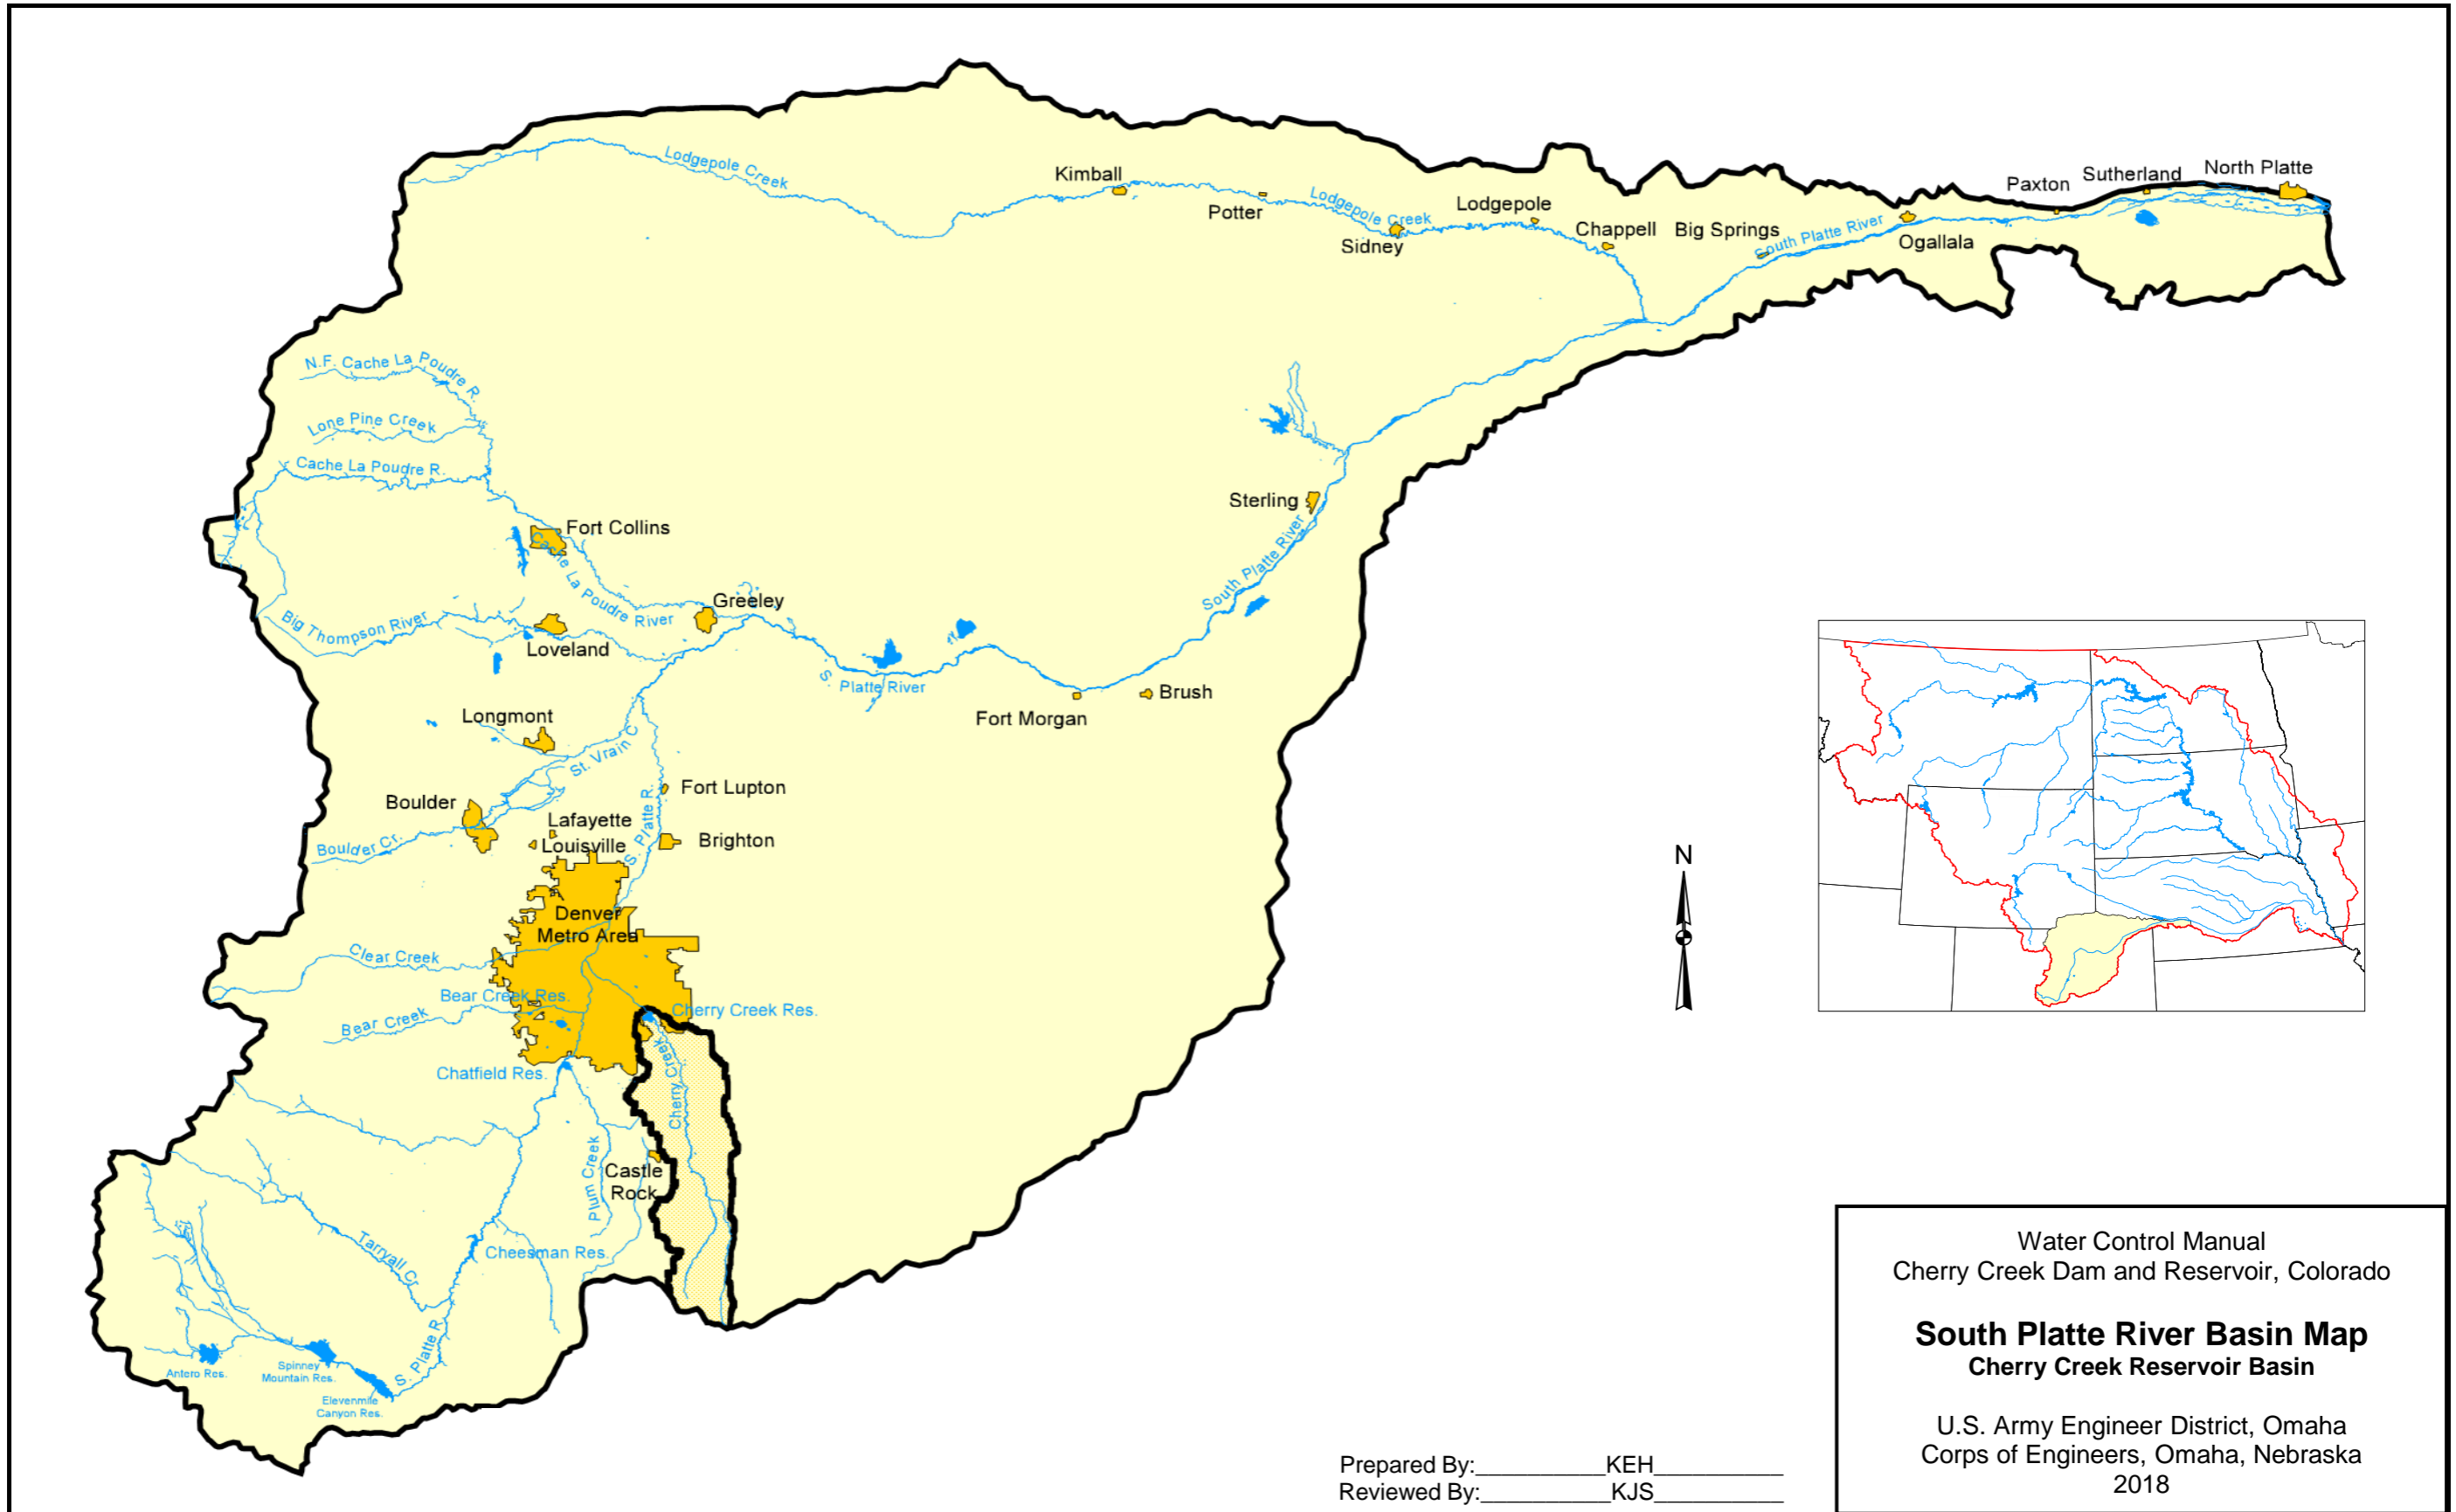 Lodgepole Creek
Kimball
Potter
Lodgepole Creek
Sidney
Lodgepole
Chappell
Big Springs
South Platte River
Ogallala
Paxton
Sutherland
North Platte
N.F. Cache La Poudre R.
Lone Pine Creek
Cache La Poudre R.
Fort Collins
Cache La Poudre River
Sterling
South Platte River
Greeley
Big Thompson River
Loveland
S. Platte River
Fort Morgan
Brush
Longmont
St. Vrain C
Fort Lupton
Boulder
Lafayette
Louisville
S. Platte R.
Brighton
Boulder Cr.
Denver
Metro Area
Clear Creek
Bear Creek Res.
Cherry Creek Res.
Bear Creek
Chatfield Res.
Cherry Creek
Plum Creek
Castle
Rock
Cheesman Res.
Tarryall Cr.
S. Platte R.
Antero Res.
Spinney
Mountain Res.
Elevenmile
Canyon Res.
N
Water Control Manual
Cherry Creek Dam and Reservoir, Colorado
South Platte River Basin Map
Cherry Creek Reservoir Basin
U.S. Army Engineer District, Omaha
Corps of Engineers, Omaha, Nebraska
2018
Prepared By:__________KEH__________
Reviewed By:__________KJS__________